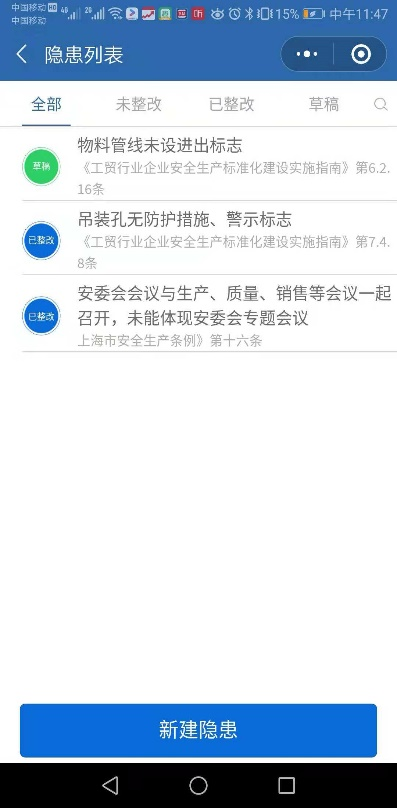 中国移动 HD 4G 2G 15% 中午11:47
中国移动
隐患列表
全部 未整改 已整改 草稿
草稿
物料管线未设进出标志
《工贸行业企业安全生产标准化建设实施指南》第6.2.
16条
已整改
吊装孔无防护措施、警示标志
《工贸行业企业安全生产标准化建设实施指南》第7.4.
8条
已整改
安委会会议与生产、质量、销售等会议一起
召开，未能体现安委会专题会议
上海市安全生产条例》第十六条
新建隐患